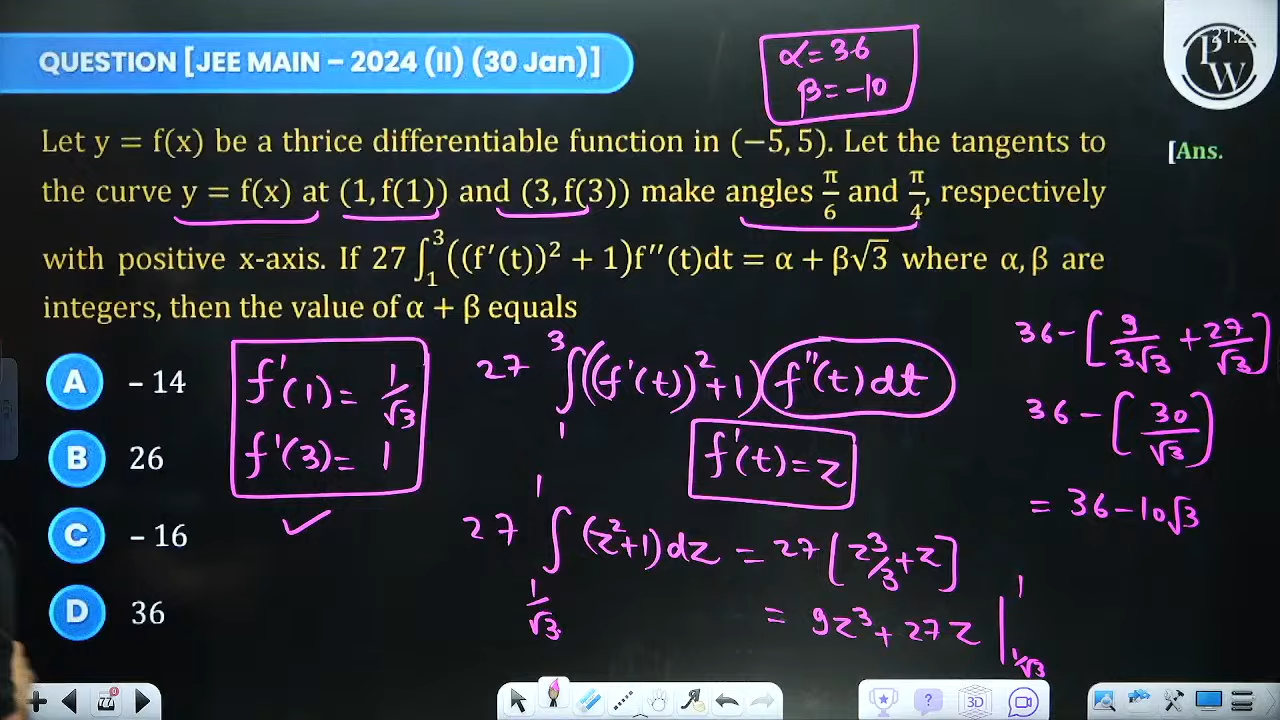 QUESTION [JEE MAIN – 2024 (II) (30 Jan)]
α = 36
β = -10
Let y = f(x) be a thrice differentiable function in (−5, 5). Let the tangents to
the curve y = f(x) at (1, f(1)) and (3, f(3)) make angles π/6 and π/4, respectively
with positive x-axis. If 27 ∫₁³ ((f′(t))² + 1)f″(t)dt = α + β√3 where α, β are
integers, then the value of α + β equals
[Ans.
A - 14
B 26
C - 16
D 36
f'(1) = 1/√3
f'(3) = 1
27 ∫₁³ ((f'(t))² + 1) f''(t) dt
f'(t) = z
27 ∫_{1/√3}^{1} (z² + 1) dz = 27 [z³/3 + z]
= 9z³ + 27z |_{1/√3}^{1}
36 - [9/3√3 + 27/√3]
36 - [30/√3]
= 36 - 10√3
PW
77
3D